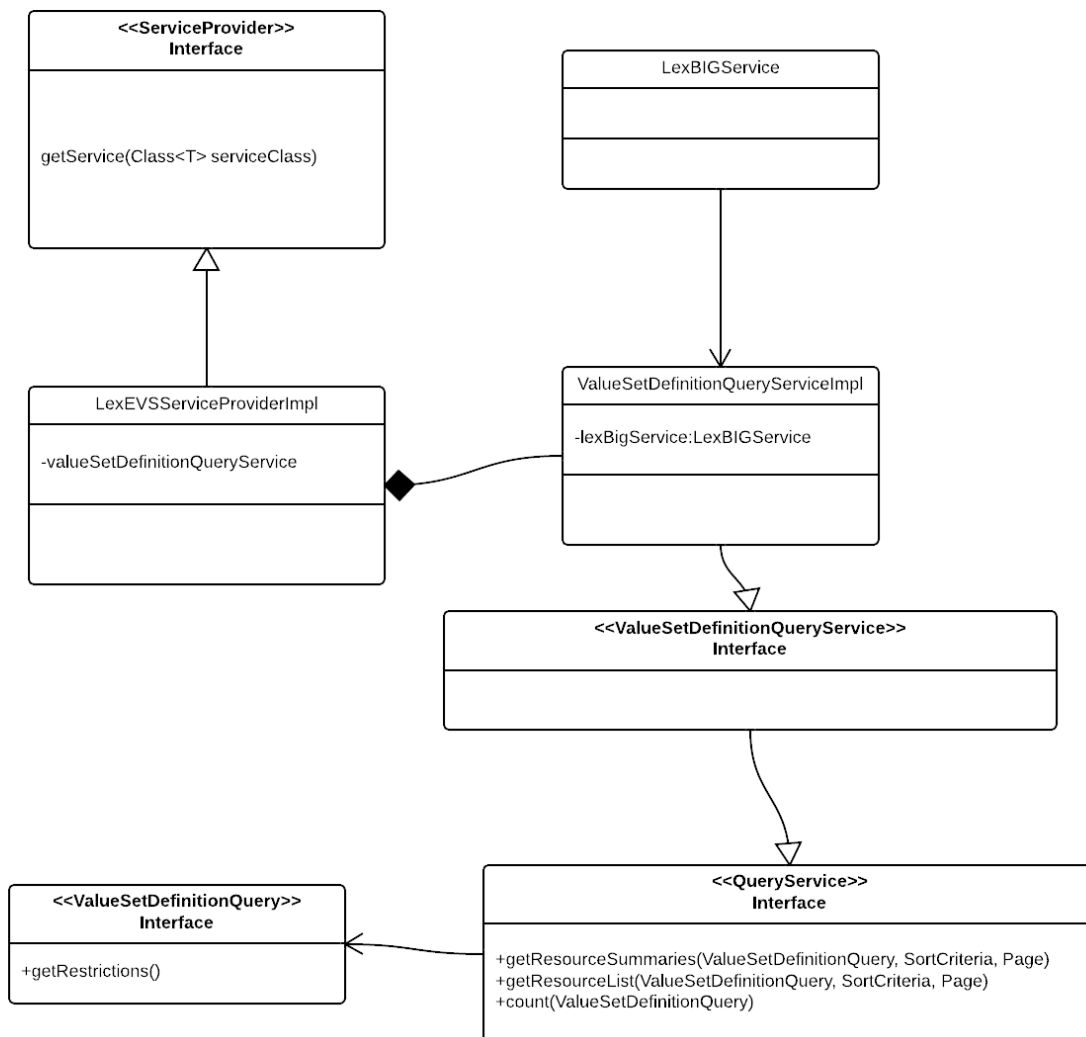 <<ServiceProvider>>
Interface
getService(Class<T> serviceClass)
LexBIGService
LexEVSServiceProviderImpl
-valueSetDefinitionQueryService
ValueSetDefinitionQueryServiceImpl
-lexBigService:LexBIGService
<<ValueSetDefinitionQueryService>>
Interface
<<ValueSetDefinitionQuery>>
Interface
+getRestrictions()
<<QueryService>>
Interface
+getResourceSummaries(ValueSetDefinitionQuery, SortCriteria, Page)
+getResourceList(ValueSetDefinitionQuery, SortCriteria, Page)
+count(ValueSetDefinitionQuery)